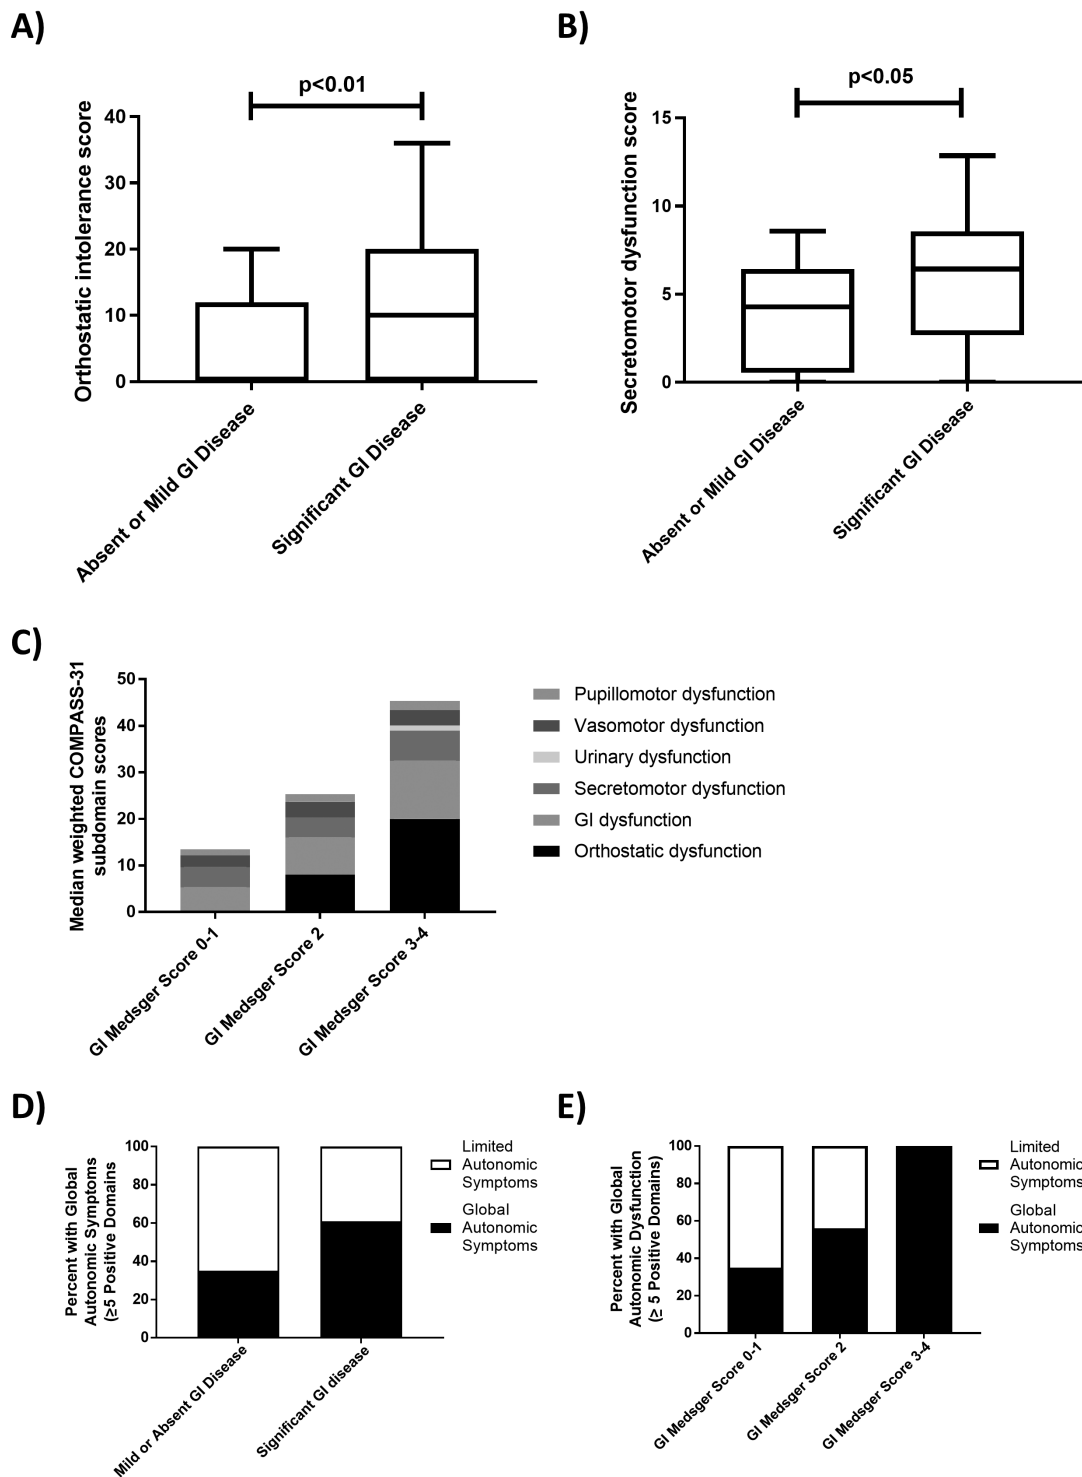 A)
p<0.01
Orthostatic intolerance score
40
30
20
10
0
Absent or Mild GI Disease
Significant GI Disease
B)
p<0.05
Secretomotor dysfunction score
15
10
5
0
Absent or Mild GI Disease
Significant GI Disease
C)
Median weighted COMPASS-31
subdomain scores
50
40
30
20
10
0
GI Medsger Score 0-1
GI Medsger Score 2
GI Medsger Score 3-4
Pupillomotor dysfunction
Vasomotor dysfunction
Urinary dysfunction
Secretomotor dysfunction
GI dysfunction
Orthostatic dysfunction
D)
Percent with Global
Autonomic Symptoms
(≥5 Positive Domains)
100
80
60
40
20
0
Mild or Absent GI Disease
Significant GI disease
Limited
Autonomic
Symptoms
Global
Autonomic
Symptoms
E)
Percent with Global
Autonomic Dysfunction
(≥ 5 Positive Domains)
100
80
60
40
20
0
GI Medsger Score 0-1
GI Medsger Score 2
GI Medsger Score 3-4
Limited
Autonomic
Symptoms
Global
Autonomic
Symptoms